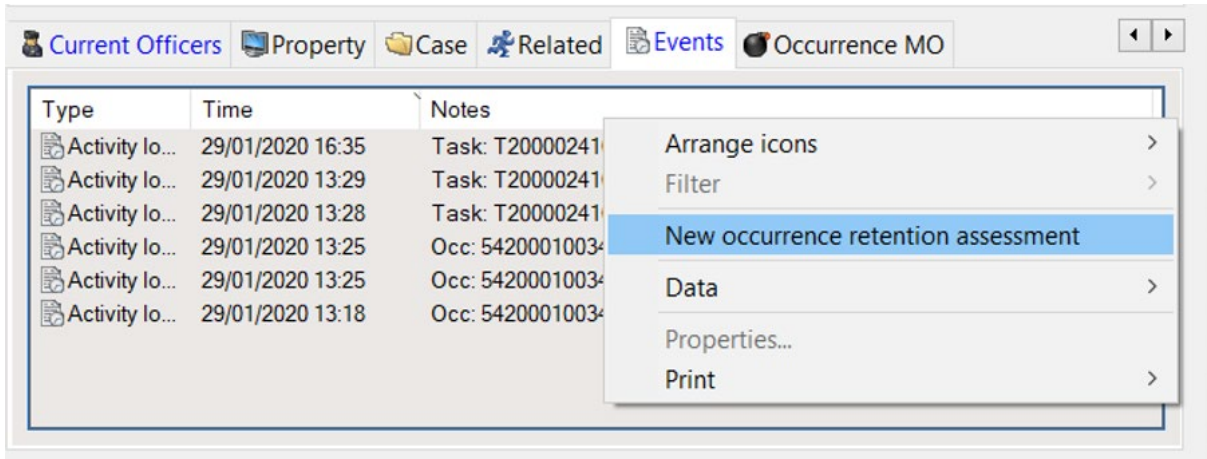 Current Officers Property Case Related Events Occurrence MO
Type Time Notes
Activity lo... 29/01/2020 16:35 Task: T2000024
Activity lo... 29/01/2020 13:29 Task: T2000024
Activity lo... 29/01/2020 13:28 Task: T2000024
Activity lo... 29/01/2020 13:25 Occ: 5420001003
Activity lo... 29/01/2020 13:25 Occ: 5420001003
Activity lo... 29/01/2020 13:18 Occ: 5420001003
Arrange icons
Filter
New occurrence retention assessment
Data
Properties...
Print